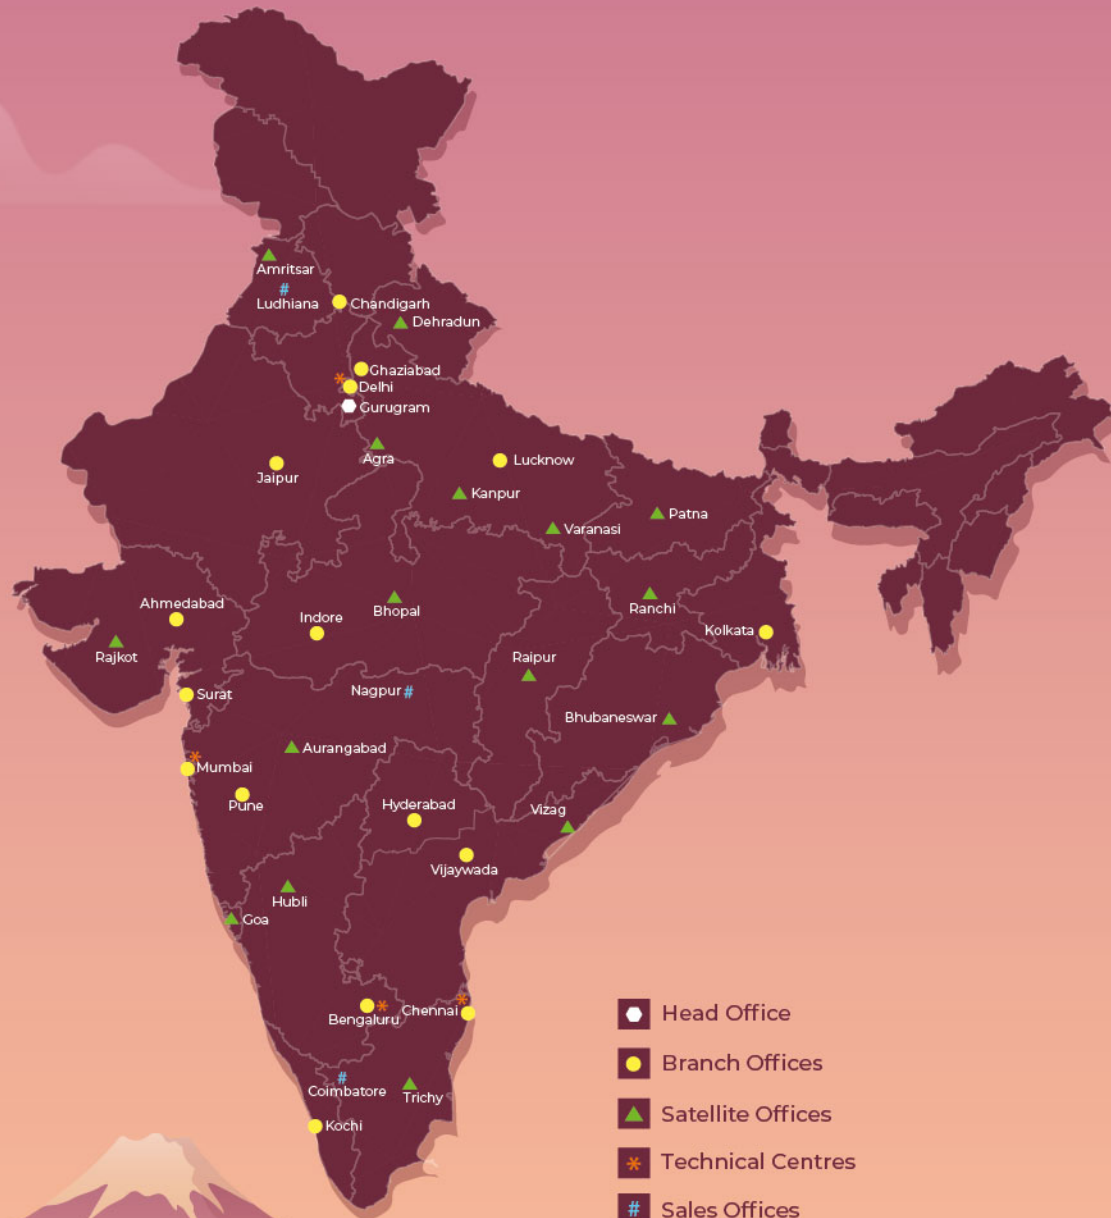 Amritsar
#
Ludhiana
Chandigarh
Dehradun
Ghaziabad
*
Delhi
Gurugram
Agra
Lucknow
Jaipur
Kanpur
Patna
Varanasi
Ahmedabad
Bhopal
Ranchi
Indore
Kolkata
Rajkot
Raipur
Surat
Nagpur #
Bhubaneswar
Aurangabad
*
Mumbai
Pune
Hyderabad
Vizag
Vijaywada
Hubli
Goa
*
Chennai
*
Bengaluru
#
Coimbatore
Trichy
Kochi
Head Office
Branch Offices
Satellite Offices
* Technical Centres
# Sales Offices